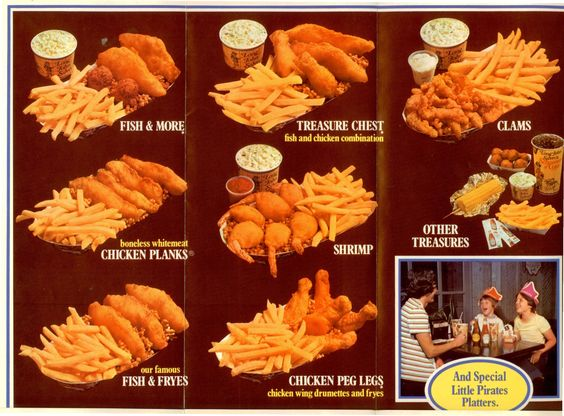 FISH & MORE
TREASURE CHEST
fish and chicken combination
CLAMS
boneless whitemeat
CHICKEN PLANKS®
SHRIMP
OTHER
TREASURES
our famous
FISH & FRYES
CHICKEN PEG LEGS
chicken wing drumettes and fryes
And Special
Little Pirates
Platters.